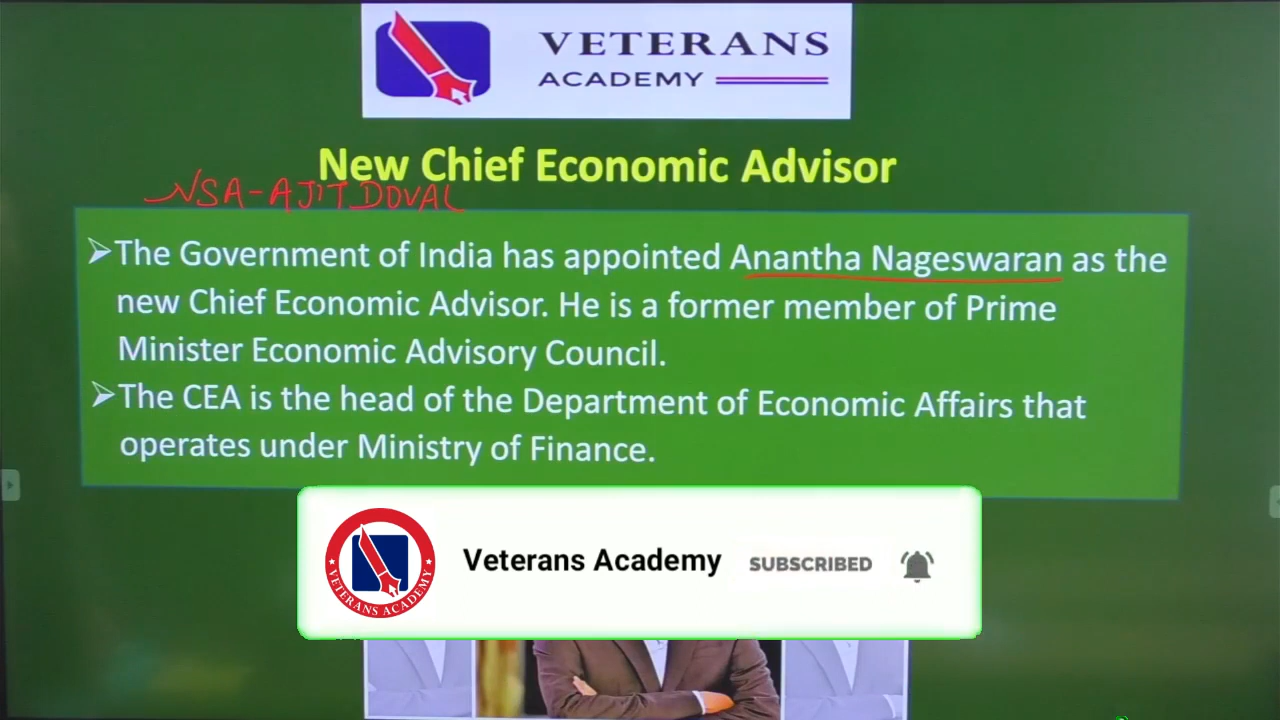 VETERANS
ACADEMY
New Chief Economic Advisor
NSA-AJIT DOVAL
➢The Government of India has appointed Anantha Nageswaran as the
new Chief Economic Advisor. He is a former member of Prime
Minister Economic Advisory Council.
➢The CEA is the head of the Department of Economic Affairs that
operates under Ministry of Finance.
VETERANS ACADEMY
Veterans Academy SUBSCRIBED